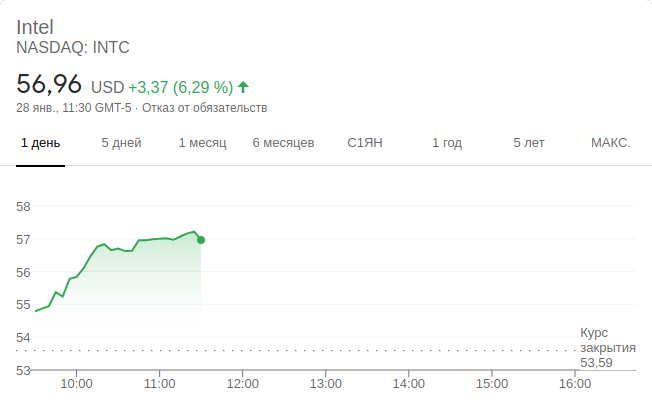 Intel
NASDAQ: INTC
56,96 USD +3,37 (6,29 %)
28 янв., 11:30 GMT-5 · Отказ от обязательств
1 день 5 дней 1 месяц 6 месяцев С1ЯН 1 год 5 лет МАКС.
58
57
56
55
54
53
Курс
закрытия
53,59
10:00 11:00 12:00 13:00 14:00 15:00 16:00